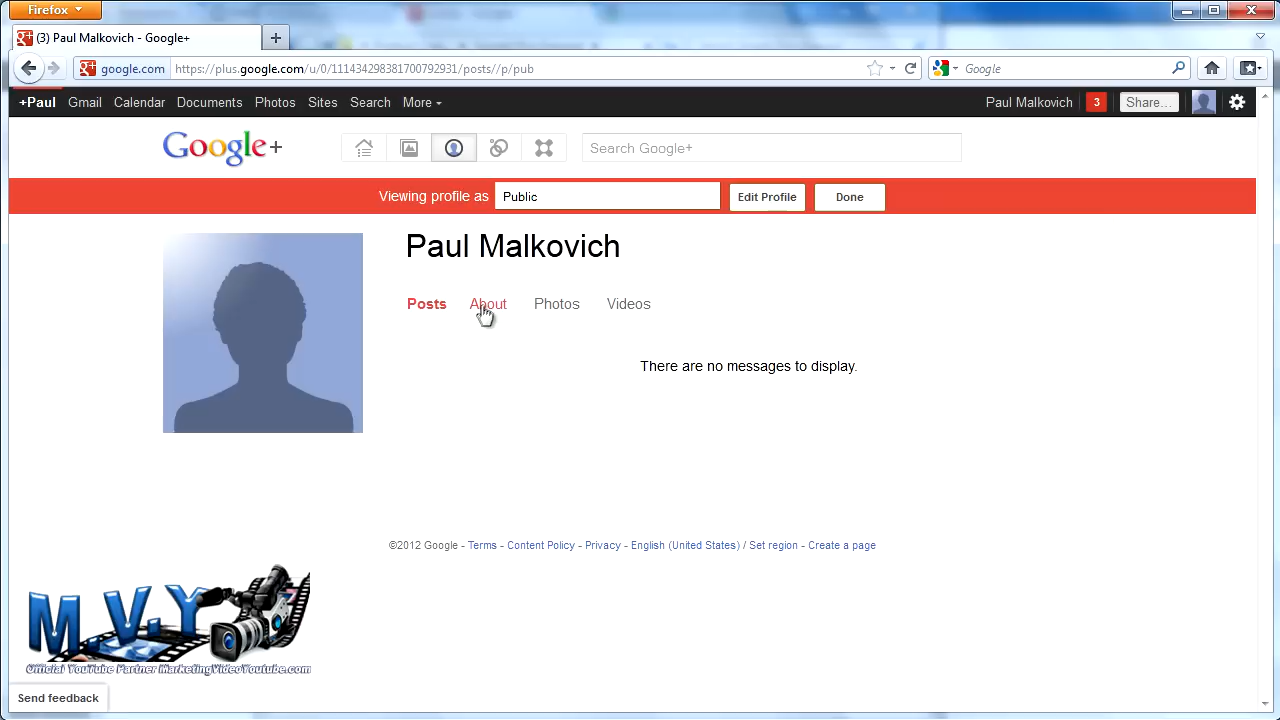 Firefox
(3) Paul Malkovich - Google+
google.com https://plus.google.com/u/0/111434298381700792931/posts//p/pub Google
+Paul Gmail Calendar Documents Photos Sites Search More Paul Malkovich 3 Share...
Google+ Search Google+
Viewing profile as Public Edit Profile Done
Paul Malkovich
Posts About Photos Videos
There are no messages to display.
©2012 Google - Terms - Content Policy - Privacy - English (United States) / Set region - Create a page
M.V.Y
Official YouTube Partner MarketingVideoYoutube.com
Send feedback